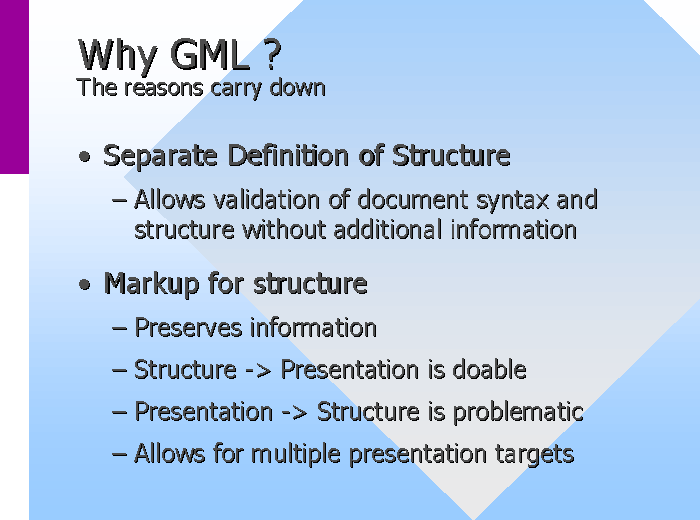 Why GML ?
The reasons carry down
• Separate Definition of Structure
– Allows validation of document syntax and
structure without additional information
• Markup for structure
– Preserves information
– Structure -> Presentation is doable
– Presentation -> Structure is problematic
– Allows for multiple presentation targets